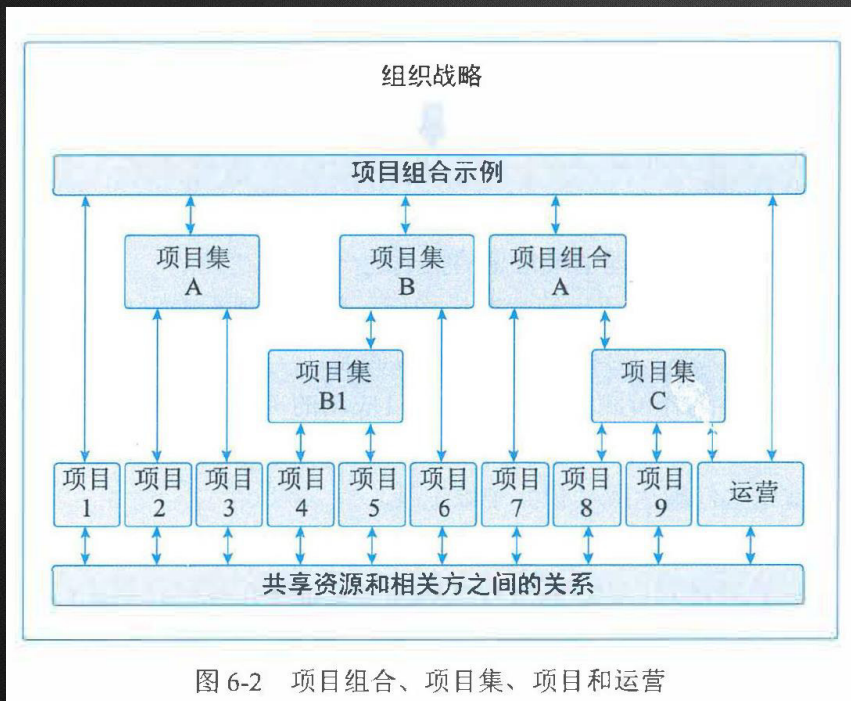 组织战略
项目组合示例
项目集
A
项目集
B
项目组合
A
项目集
B1
项目集
C
项目
1
项目
2
项目
3
项目
4
项目
5
项目
6
项目
7
项目
8
项目
9
运营
共享资源和相关方之间的关系
图 6-2 项目组合、项目集、项目和运营